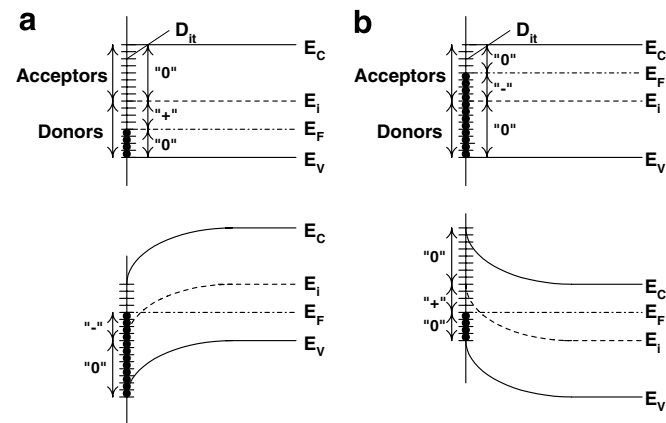 a
D_it
E_C
Acceptors
"0"
E_i
"+"
Donors
E_F
"0"
E_V
b
D_it
E_C
"0"
Acceptors
E_F
"-"
E_i
Donors
"0"
E_V
E_C
E_i
"-"
E_F
"0"
E_V
"0"
E_C
"+"
E_F
"0"
E_i
E_V